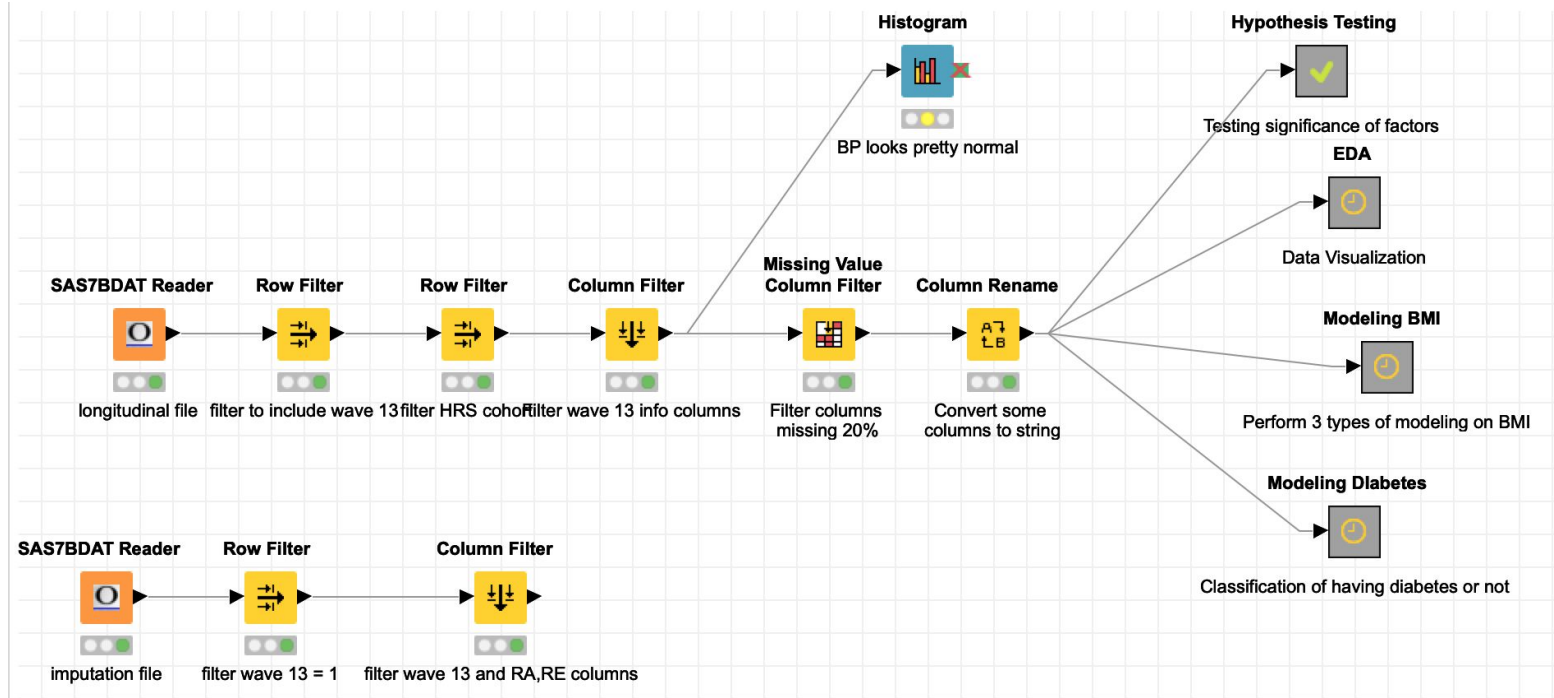 Histogram
BP looks pretty normal
Hypothesis Testing
Testing significance of factors
EDA
Data Visualization
SAS7BDAT Reader
longitudinal file
Row Filter
filter to include wave 13
Row Filter
filter HRS cohort
Column Filter
filter wave 13 info columns
Missing Value
Column Filter
Filter columns
missing 20%
Column Rename
A
B
Convert some
columns to string
Modeling BMI
Perform 3 types of modeling on BMI
Modeling DIabetes
Classification of having diabetes or not
SAS7BDAT Reader
imputation file
Row Filter
filter wave 13 = 1
Column Filter
filter wave 13 and RA,RE columns